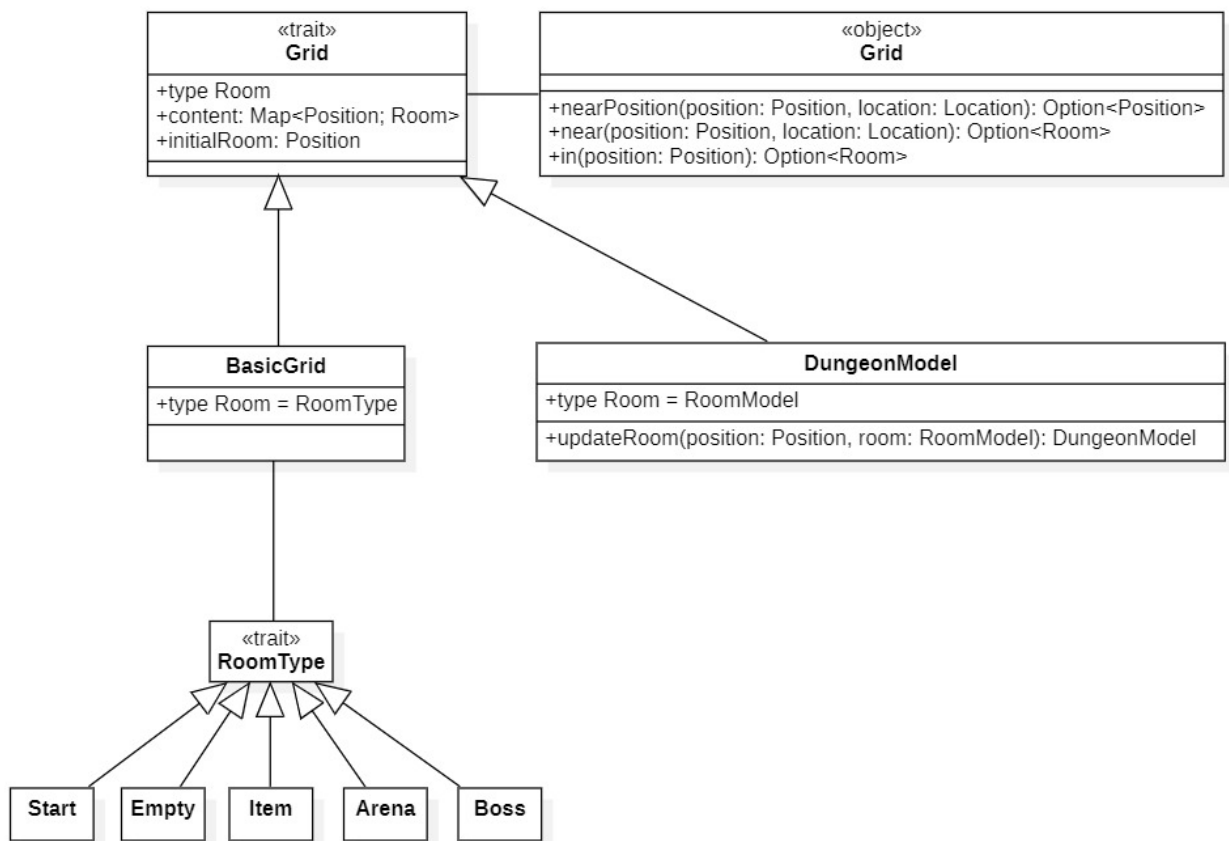 «trait»
Grid
+type Room
+content: Map<Position; Room>
+initialRoom: Position
«object»
Grid
+nearPosition(position: Position, location: Location): Option<Position>
+near(position: Position, location: Location): Option<Room>
+in(position: Position): Option<Room>
BasicGrid
+type Room = RoomType
DungeonModel
+type Room = RoomModel
+updateRoom(position: Position, room: RoomModel): DungeonModel
«trait»
RoomType
Start
Empty
Item
Arena
Boss